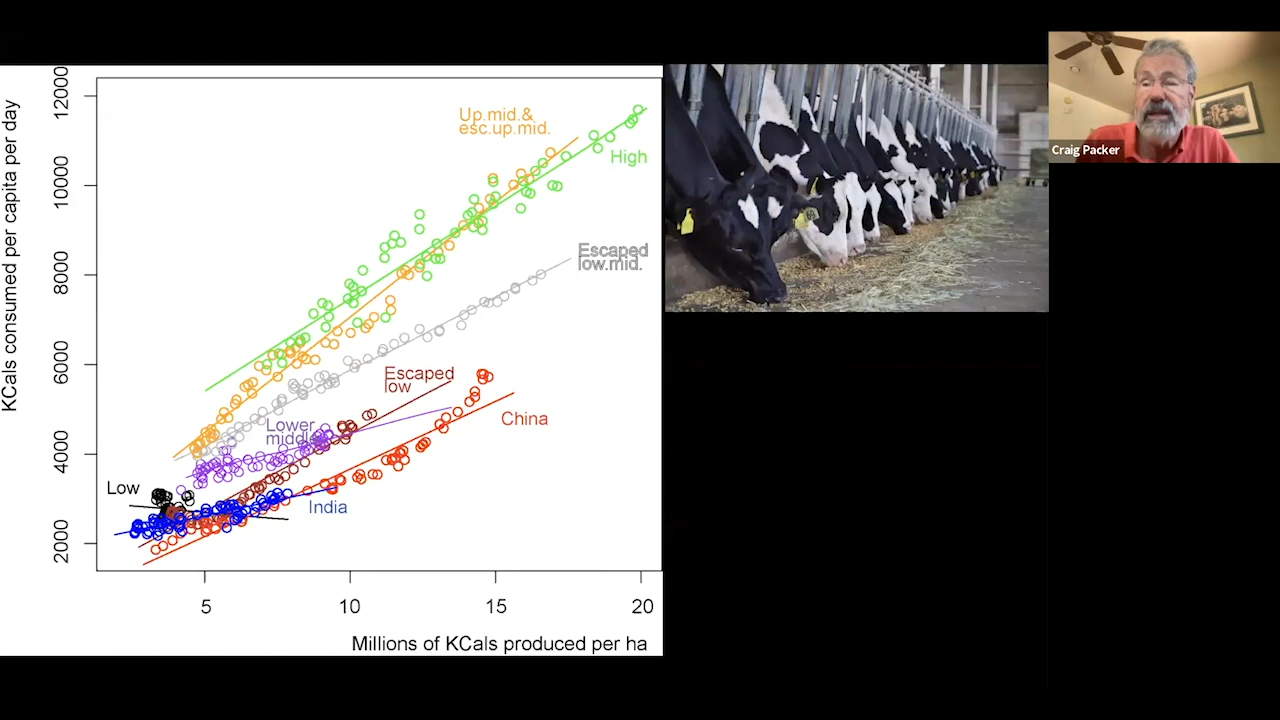 KCals consumed per capita per day
12000
10000
8000
6000
4000
2000
Up.mid.&
esc.up.mid.
High
Escaped
low.mid.
Escaped
low
Lower
middle
China
Low
India
5
10
15
20
Millions of KCals produced per ha
Craig Packer